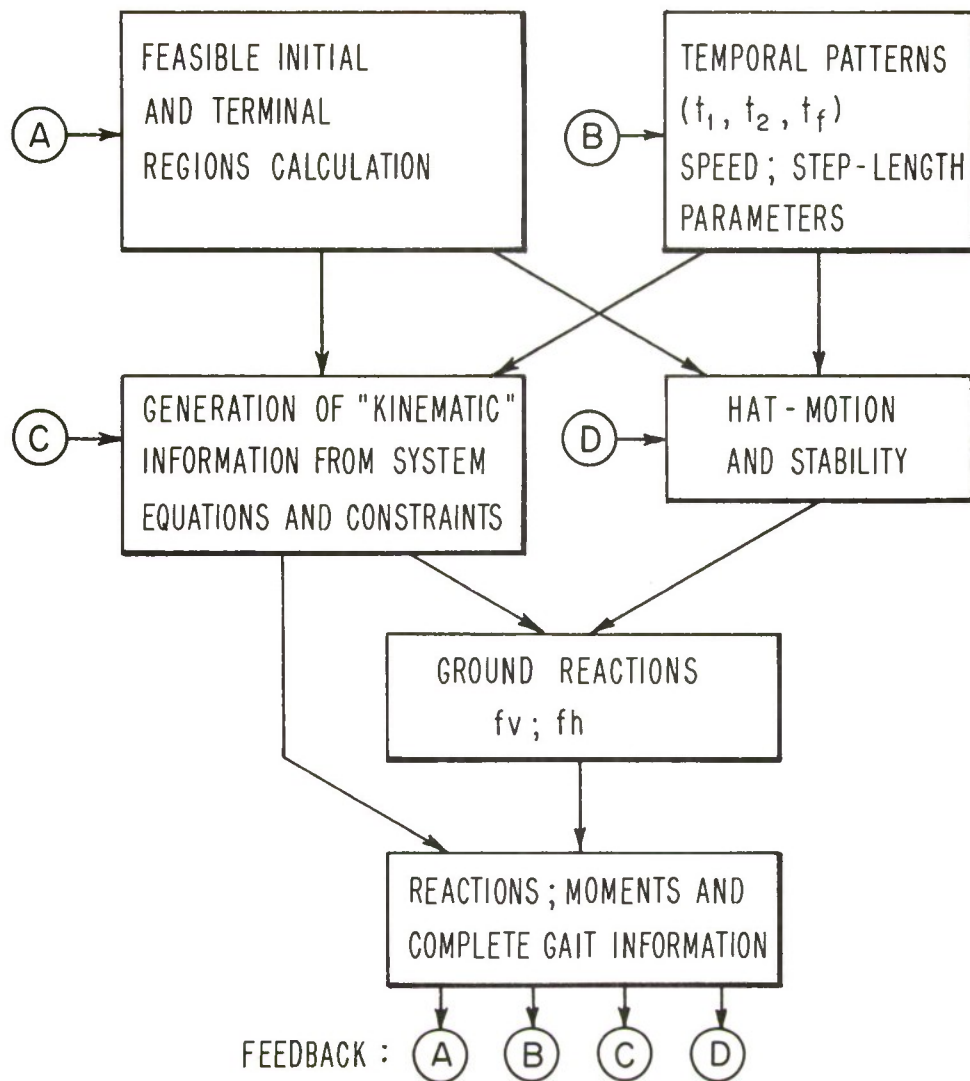 FEASIBLE INITIAL
AND TERMINAL
REGIONS CALCULATION
A
TEMPORAL PATTERNS
(t₁, t₂, t_f)
SPEED; STEP-LENGTH
PARAMETERS
B
GENERATION OF "KINEMATIC"
INFORMATION FROM SYSTEM
EQUATIONS AND CONSTRAINTS
C
HAT-MOTION
AND STABILITY
D
GROUND REACTIONS
fv; fh
REACTIONS; MOMENTS AND
COMPLETE GAIT INFORMATION
FEEDBACK: A B C D